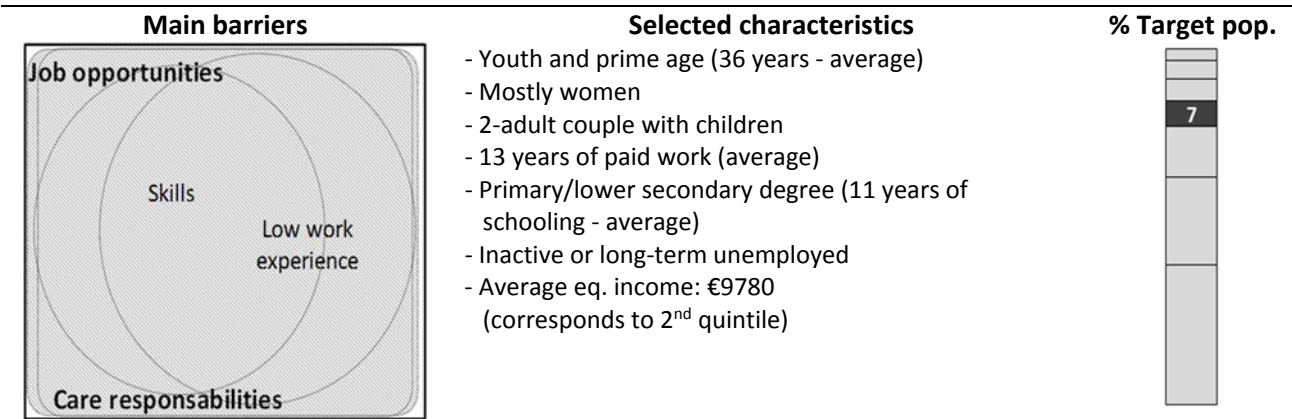 Main barriers
Job opportunities
Skills
Low work
experience
Care responsabilities
Selected characteristics
- Youth and prime age (36 years - average)
- Mostly women
- 2-adult couple with children
- 13 years of paid work (average)
- Primary/lower secondary degree (11 years of
schooling - average)
- Inactive or long-term unemployed
- Average eq. income: €9780
(corresponds to 2nd quintile)
% Target pop.
7